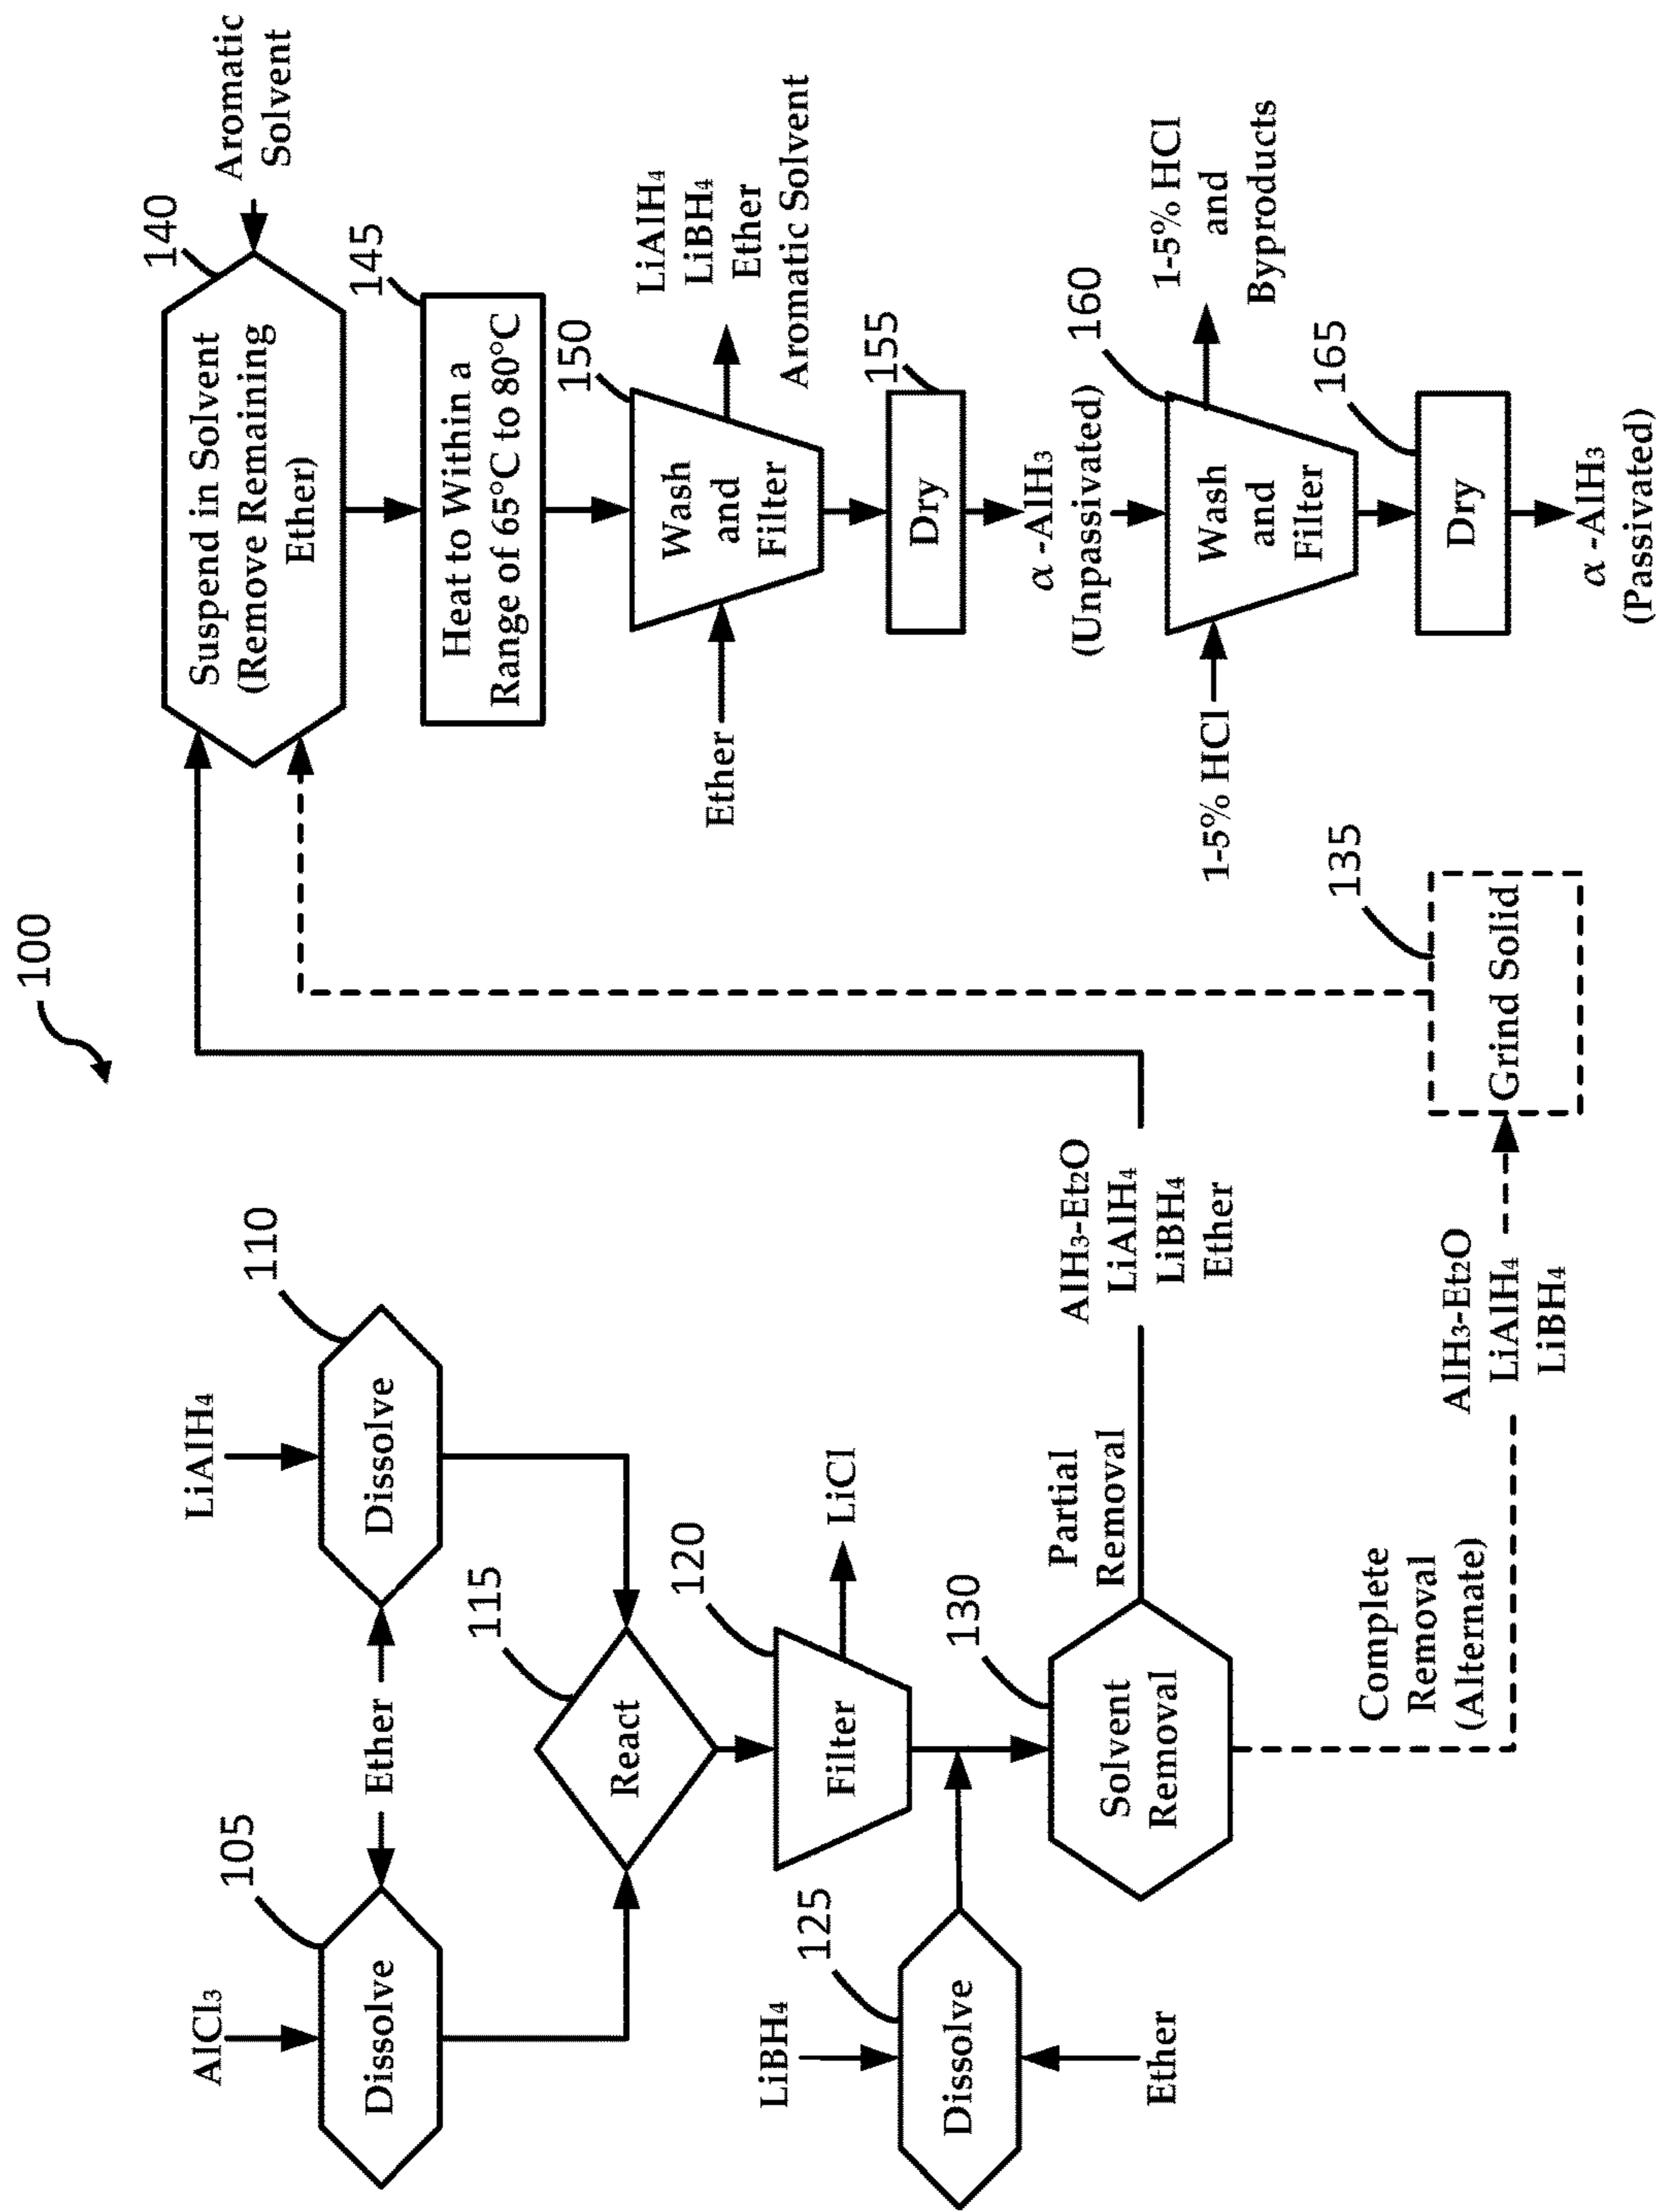 100
AlCl₃
105
Dissolve
Ether
LiAlH₄
110
Dissolve
115
React
120
Filter
LiCl
LiBH₄
125
Dissolve
Ether
130
Solvent
Removal
Partial
Removal
AlH₃-Et₂O
LiAlH₄
LiBH₄
Ether
Complete
Removal
(Alternate)
AlH₃-Et₂O
LiAlH₄
LiBH₄
135
Grind Solid
140
Suspend in Solvent
(Remove Remaining
Ether)
Aromatic
Solvent
145
Heat to Within a
Range of 65°C to 80°C
150
Ether
Wash
and
Filter
LiAlH₄
LiBH₄
Ether
Aromatic Solvent
155
Dry
α -AlH₃
(Unpassivated)
160
1-5% HCl
Wash
and
Filter
1-5% HCl
and
Byproducts
165
Dry
α -AlH₃
(Passivated)